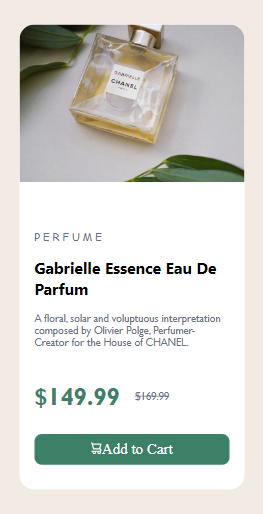 GABRIELLE
CHANEL
PERFUME
Gabrielle Essence Eau De
Parfum
A floral, solar and voluptuous interpretation
composed by Olivier Polge, Perfumer-
Creator for the House of CHANEL.
$149.99 $169.99
Add to Cart